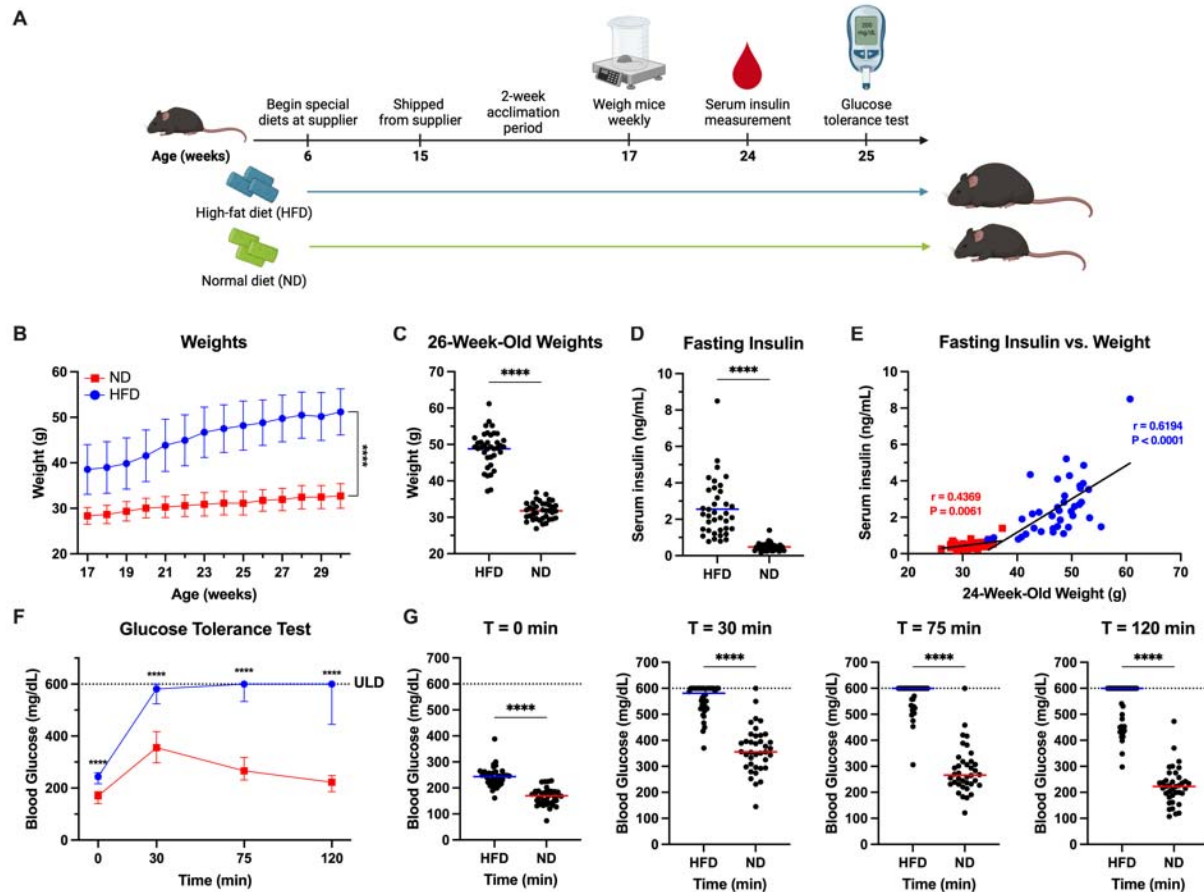 A
200
mg/dL
Begin special
diets at supplier
Shipped
from supplier
2-week
acclimation
period
Weigh mice
weekly
Serum insulin
measurement
Glucose
tolerance test
Age (weeks)
6
15
17
24
25
High-fat diet (HFD)
Normal diet (ND)
B
Weights
ND
HFD
Weight (g)
60
50
40
30
20
****
17
19
21
23
25
27
29
Age (weeks)
C
26-Week-Old Weights
****
Weight (g)
70
60
50
40
30
20
HFD
ND
D
Fasting Insulin
****
Serum insulin (ng/mL)
10
8
6
4
2
0
HFD
ND
E
Fasting Insulin vs. Weight
Serum insulin (ng/mL)
10
8
6
4
2
0
r = 0.6194
P < 0.0001
r = 0.4369
P = 0.0061
20
30
40
50
60
70
24-Week-Old Weight (g)
F
Glucose Tolerance Test
Blood Glucose (mg/dL)
800
600
400
200
0
****
****
****
****
ULD
0
30
75
120
Time (min)
G
T = 0 min
Blood Glucose (mg/dL)
700
600
500
400
300
200
100
0
****
HFD
ND
Time (min)
T = 30 min
Blood Glucose (mg/dL)
700
600
500
400
300
200
100
0
****
HFD
ND
Time (min)
T = 75 min
Blood Glucose (mg/dL)
700
600
500
400
300
200
100
0
****
HFD
ND
Time (min)
T = 120 min
Blood Glucose (mg/dL)
700
600
500
400
300
200
100
0
****
HFD
ND
Time (min)